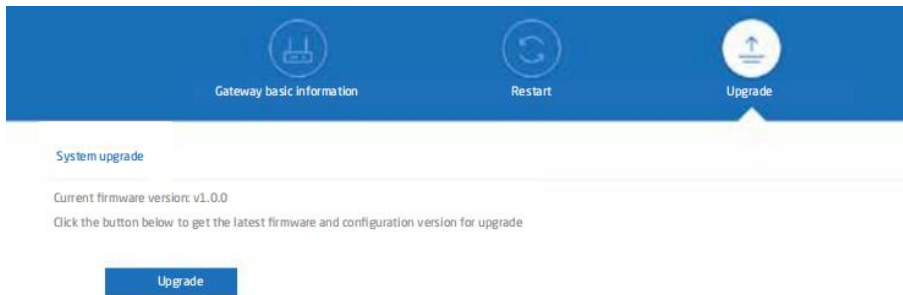 Gateway basic information
Restart
Upgrade
System upgrade
Current firmware version: v1.0.0
Click the button below to get the latest firmware and configuration version for upgrade
Upgrade